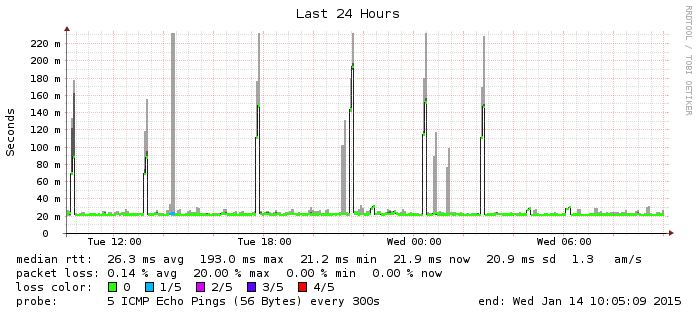 Last 24 Hours
RRDTOOL / TOBI OETIKER
Seconds
220 m
200 m
180 m
160 m
140 m
120 m
100 m
80 m
60 m
40 m
20 m
0
Tue 12:00 Tue 18:00 Wed 00:00 Wed 06:00
median rtt: 26.3 ms avg 193.0 ms max 21.2 ms min 21.9 ms now 20.9 ms sd 1.3 am/s
packet loss: 0.14 % avg 20.00 % max 0.00 % min 0.00 % now
loss color: 0 1/5 2/5 3/5 4/5
probe: 5 ICMP Echo Pings (56 Bytes) every 300s end: Wed Jan 14 10:05:09 2015